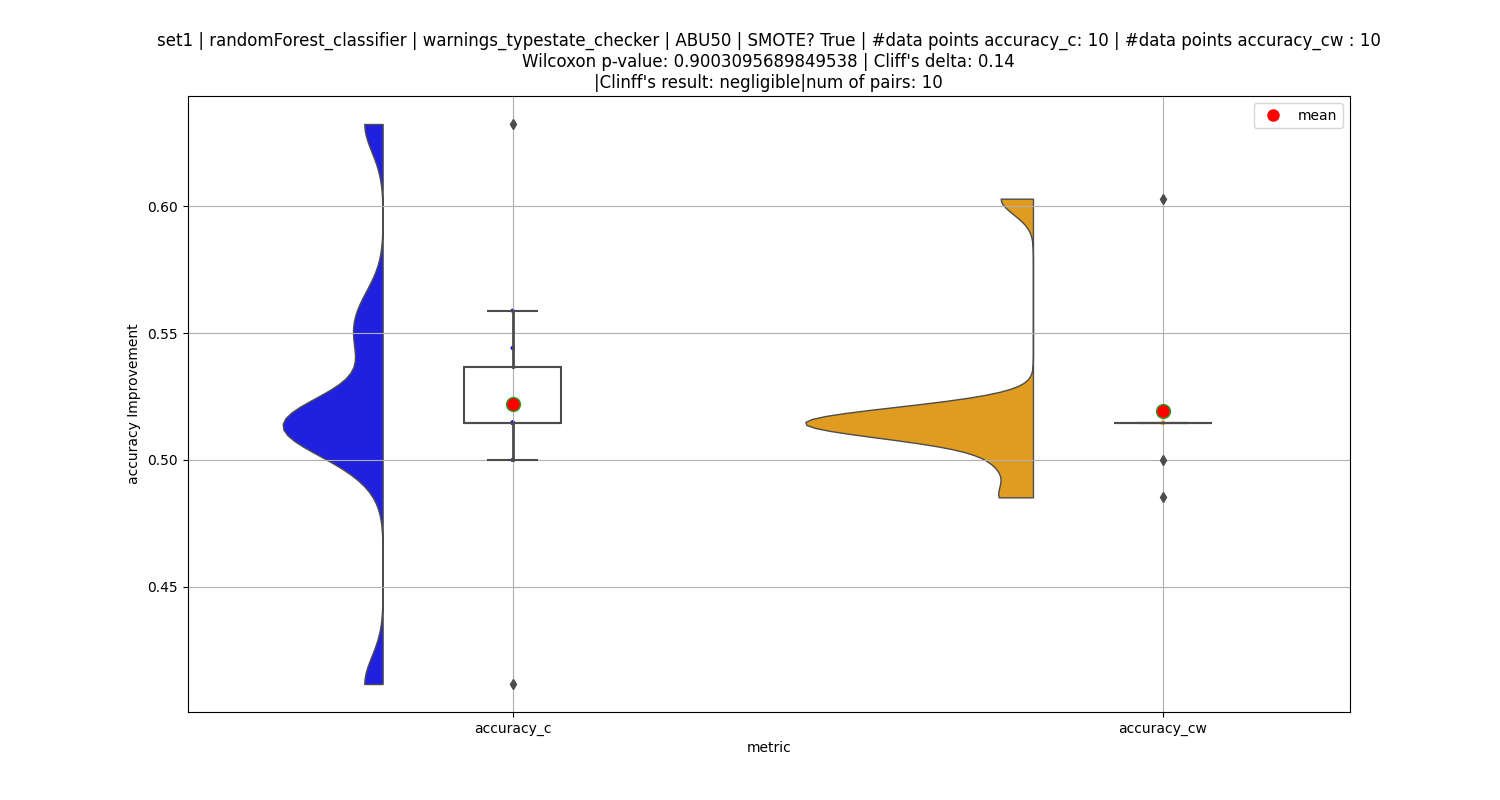 set1 | randomForest_classifier | warnings_typestate_checker | ABU50 | SMOTE? True | #data points accuracy_c: 10 | #data points accuracy_cw : 10
Wilcoxon p-value: 0.9003095689849538 | Cliff's delta: 0.14
|Clinff's result: negligible|num of pairs: 10
mean
0.60
0.55
0.50
0.45
accuracy Improvement
accuracy_c
accuracy_cw
metric